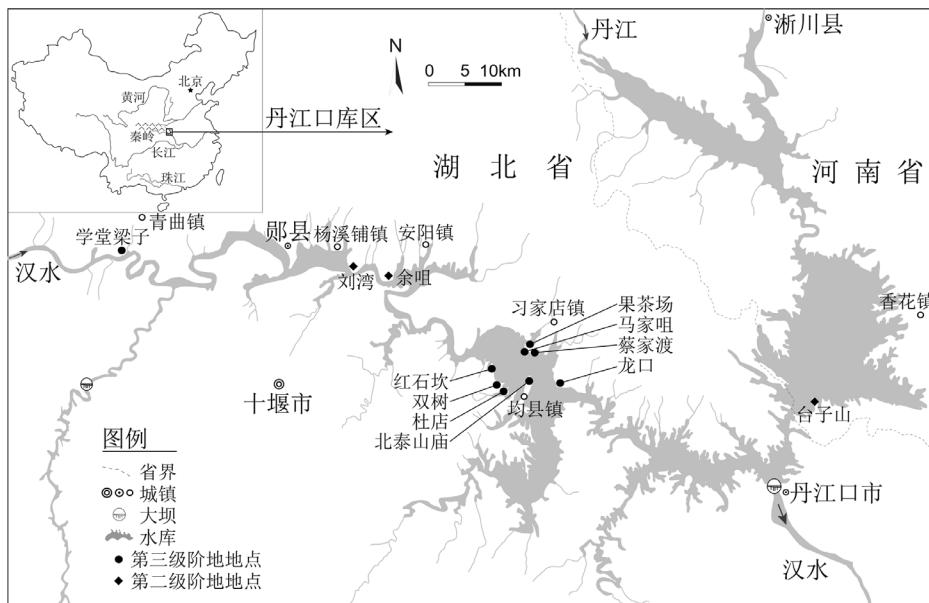 北京
黄河
秦岭
长江
珠江
丹江口库区
N
0 5 10km
丹江
淅川县
湖 北 省
河 南 省
青曲镇
学堂梁子
汉水
郧县
杨溪铺镇
安阳镇
刘湾
余咀
习家店镇
果茶场
马家咀
蔡家渡
龙口
香花镇
红石坎
双树
杜店
北泰山庙
均县镇
十堰市
台子山
丹江口市
汉水
图例
省界
城镇
大坝
水库
第三级阶地地点
第二级阶地地点